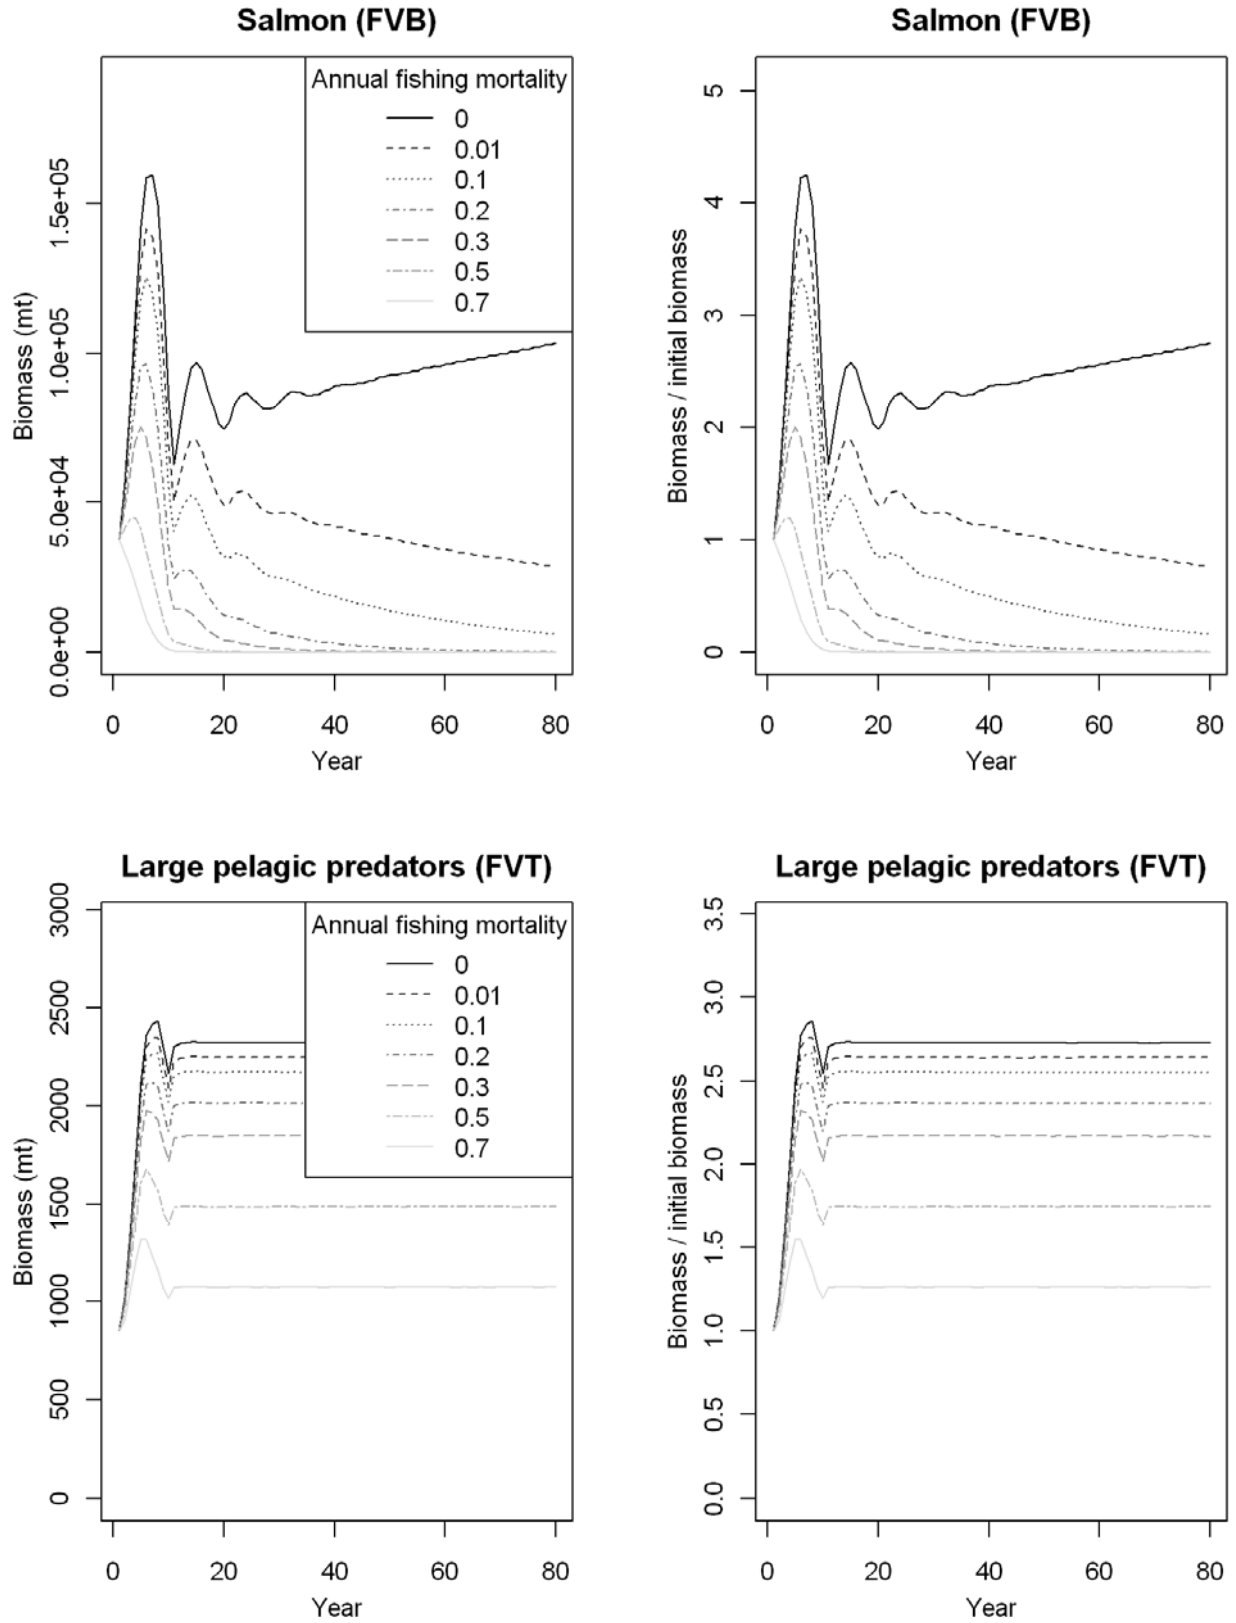 Salmon (FVB)
Annual fishing mortality
0
0.01
0.1
0.2
0.3
0.5
0.7
Biomass (mt)
1.5e+05
1.0e+05
5.0e+04
0.0e+00
0 20 40 60 80
Year
Salmon (FVB)
Biomass / initial biomass
5
4
3
2
1
0
0 20 40 60 80
Year
Large pelagic predators (FVT)
Annual fishing mortality
0
0.01
0.1
0.2
0.3
0.5
0.7
Biomass (mt)
3000
2500
2000
1500
1000
500
0
0 20 40 60 80
Year
Large pelagic predators (FVT)
Biomass / initial biomass
3.5
3.0
2.5
2.0
1.5
1.0
0.5
0.0
0 20 40 60 80
Year